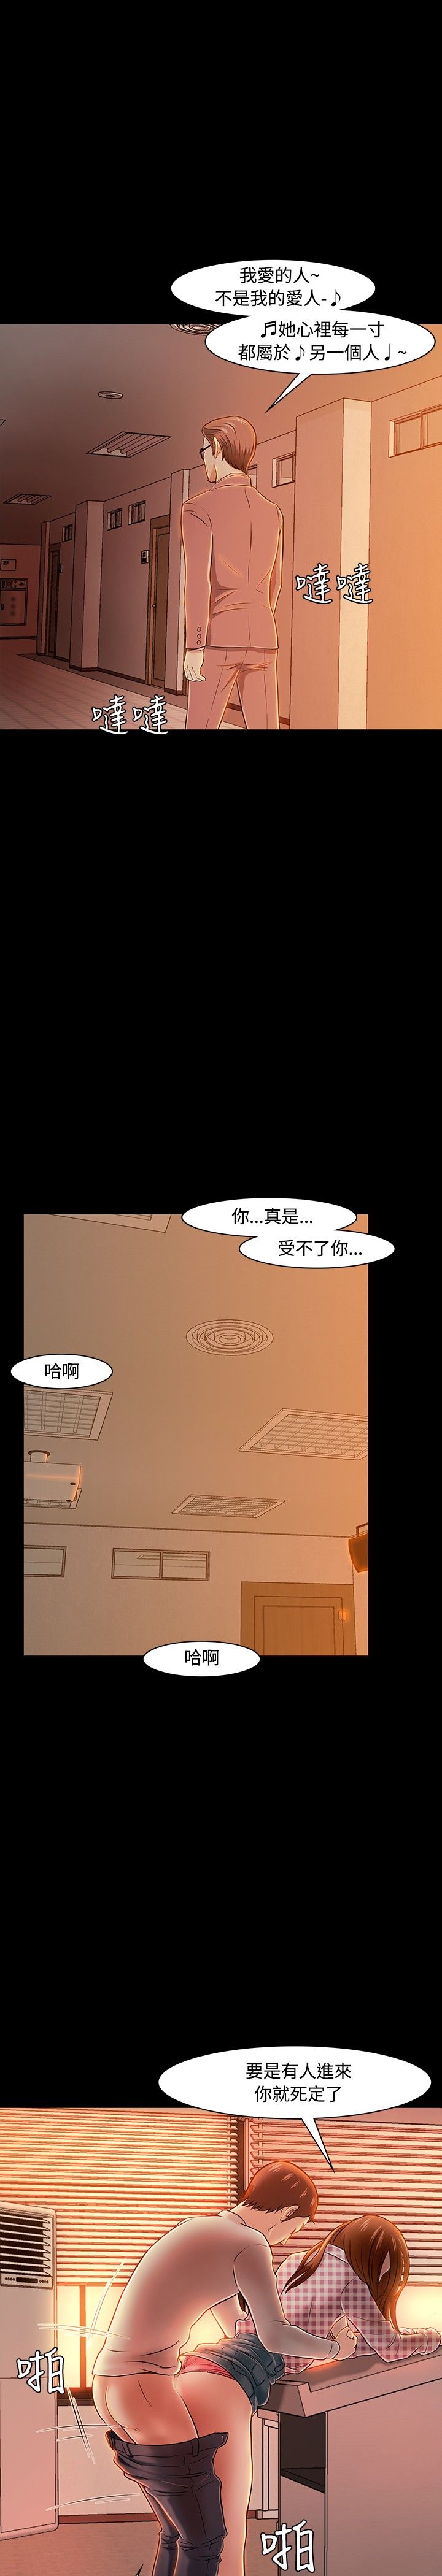 我愛的人~
不是我的愛人-♪
♬她心裡每一寸
都屬於♪另一個人♩~
噠噠
噠噠
你...真是...
受不了你...
哈啊
哈啊
要是有人進來
你就死定了
啪
啪